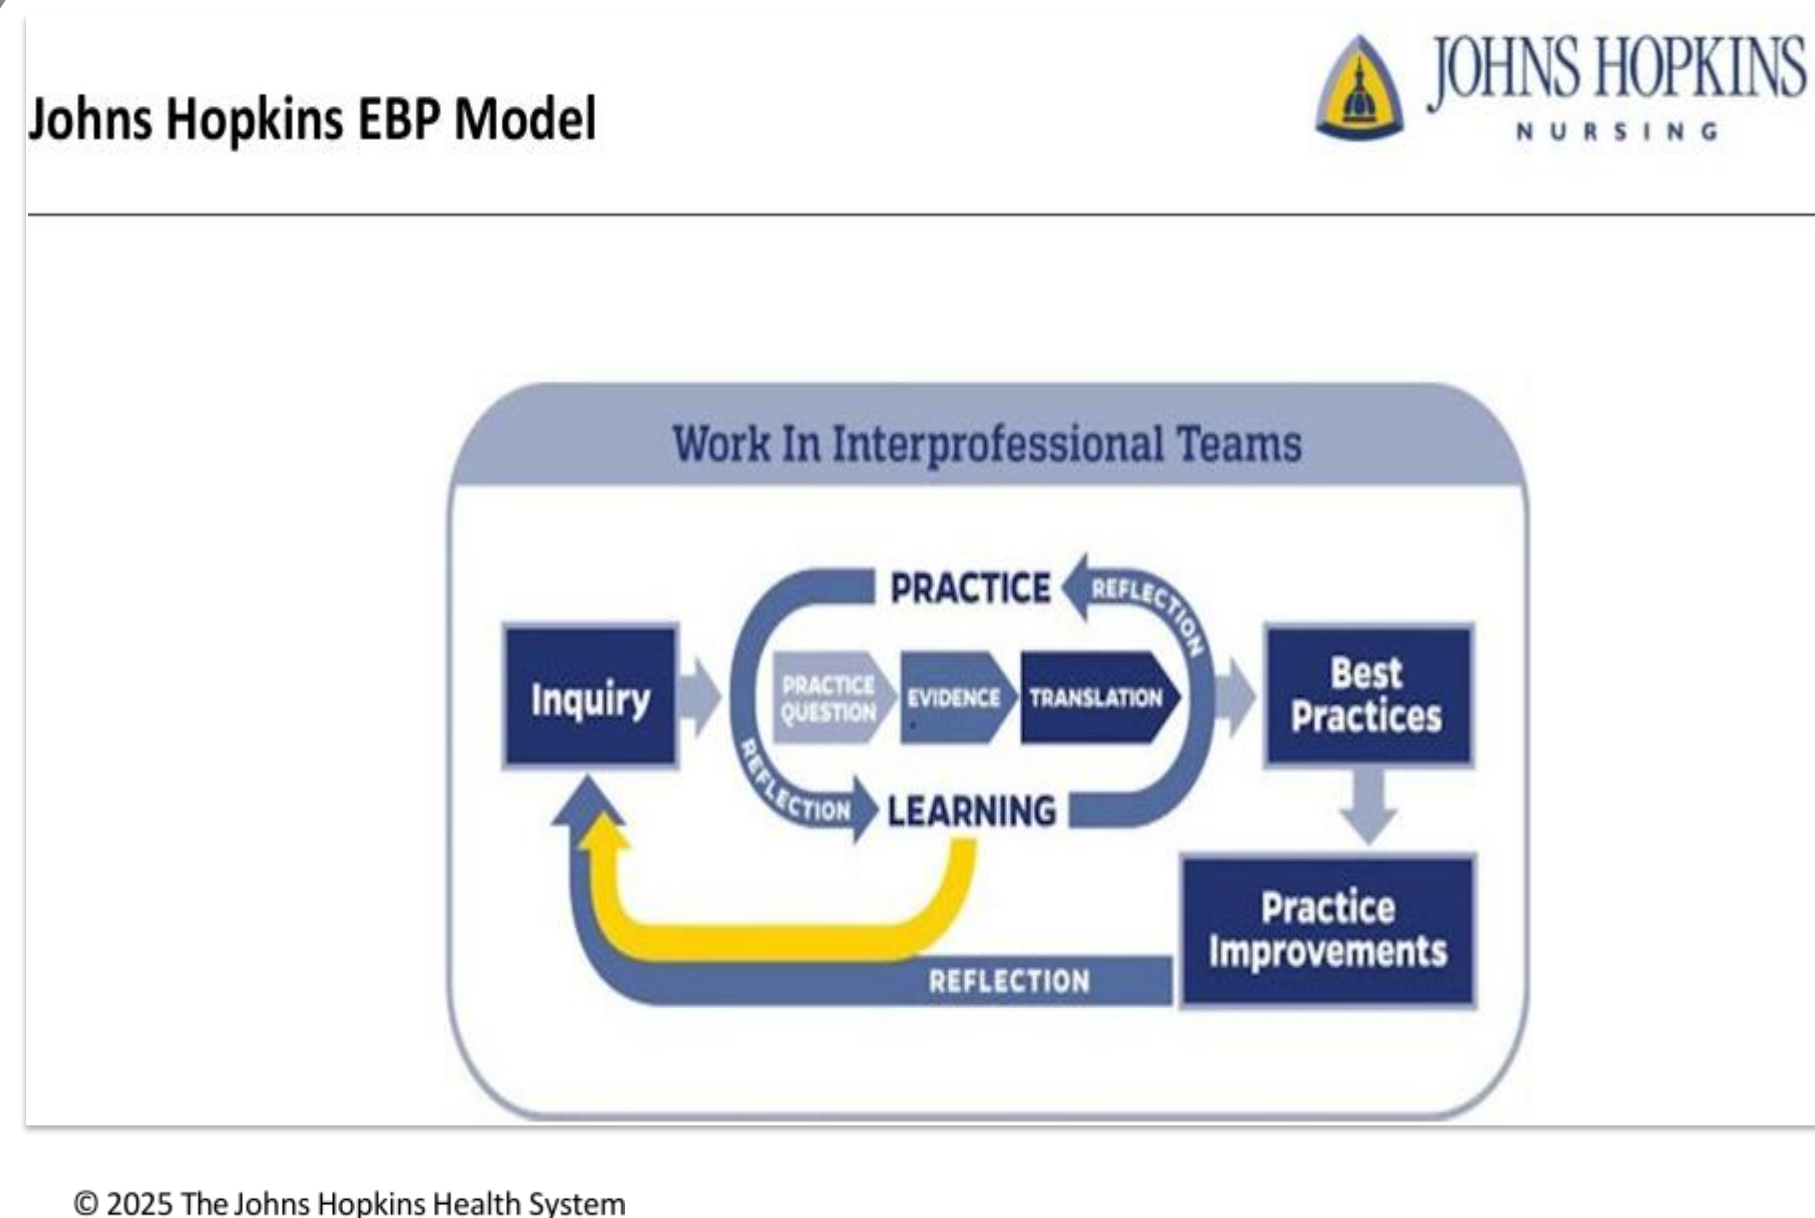 Johns Hopkins EBP Model
JOHNS HOPKINS
NURSING
Work In Interprofessional Teams
PRACTICE
REFLECTION
Inquiry
PRACTICE
QUESTION
EVIDENCE
TRANSLATION
Best
Practices
REFLECTION
LEARNING
Practice
Improvements
REFLECTION
© 2025 The Johns Hopkins Health System